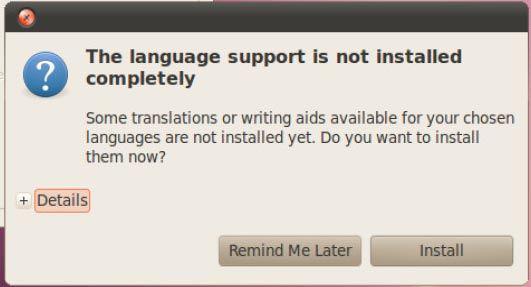 The language support is not installed
completely
Some translations or writing aids available for your chosen
languages are not installed yet. Do you want to install
them now?
Details
Remind Me Later Install